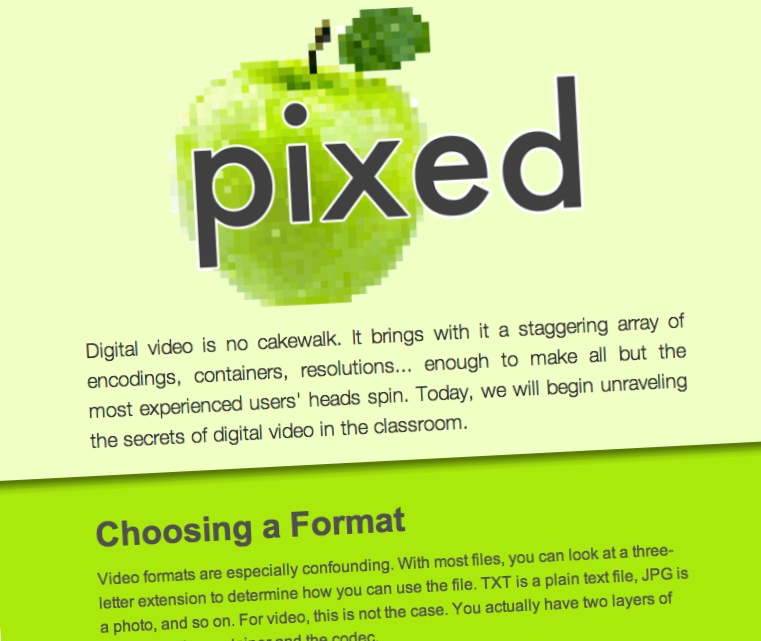 pixed
Digital video is no cakewalk. It brings with it a staggering array of
encodings, containers, resolutions... enough to make all but the
most experienced users' heads spin. Today, we will begin unraveling
the secrets of digital video in the classroom.
Choosing a Format
Video formats are especially confounding. With most files, you can look at a three-
letter extension to determine how you can use the file. TXT is a plain text file, JPG is
a photo, and so on. For video, this is not the case. You actually have two layers of
and the codec.